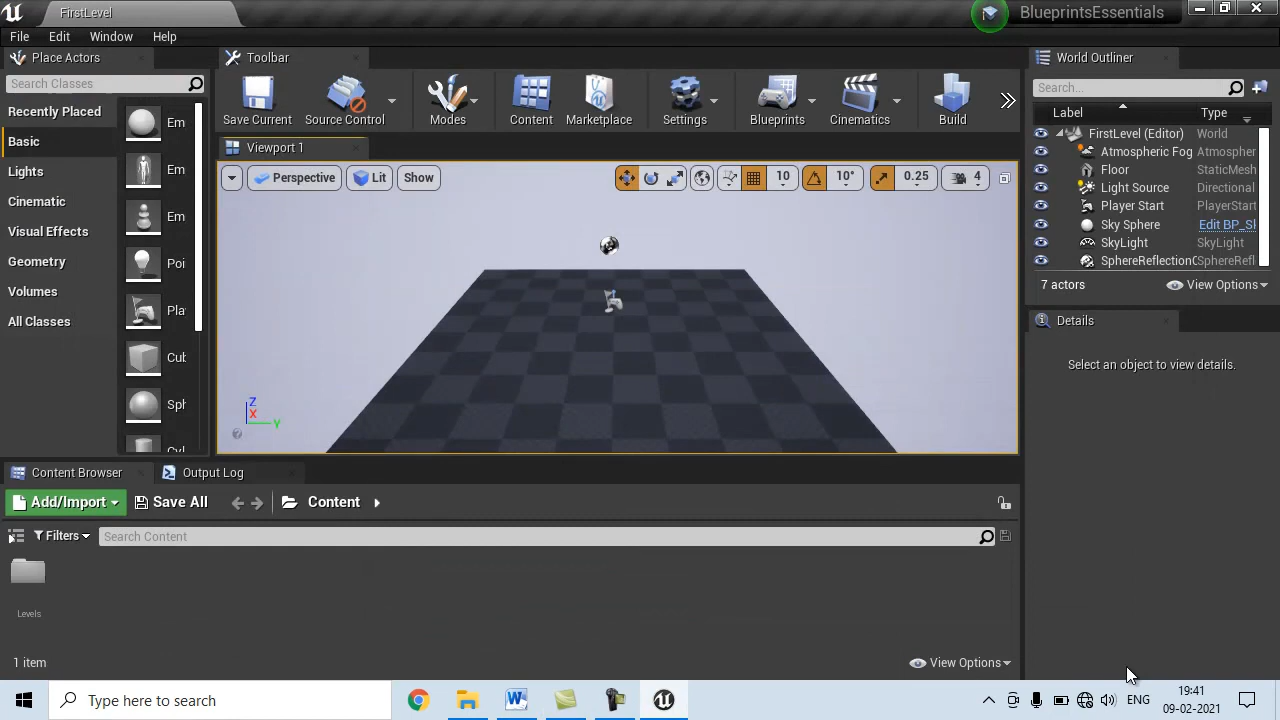 FirstLevel
BlueprintsEssentials
File Edit Window Help
Place Actors
Search Classes
Recently Placed
Basic
Lights
Cinematic
Visual Effects
Geometry
Volumes
All Classes
Em
Em
Em
Poi
Pla
Cub
Sph
Cyl
Toolbar
Save Current
Source Control
Modes
Content
Marketplace
Settings
Blueprints
Cinematics
Build
Viewport 1
Perspective Lit Show
10 10° 0.25 4
Z
X
Y
World Outliner
Search...
Label Type
FirstLevel (Editor) World
Atmospheric Fog Atmospher
Floor StaticMesh
Light Source Directional
Player Start PlayerStart
Sky Sphere Edit BP_Sk
SkyLight SkyLight
SphereReflectionC SphereRefl
7 actors View Options
Details
Select an object to view details.
Content Browser Output Log
Add/Import Save All Content
Filters Search Content
Levels
1 item View Options
Type here to search
ENG
19:41
09-02-2021